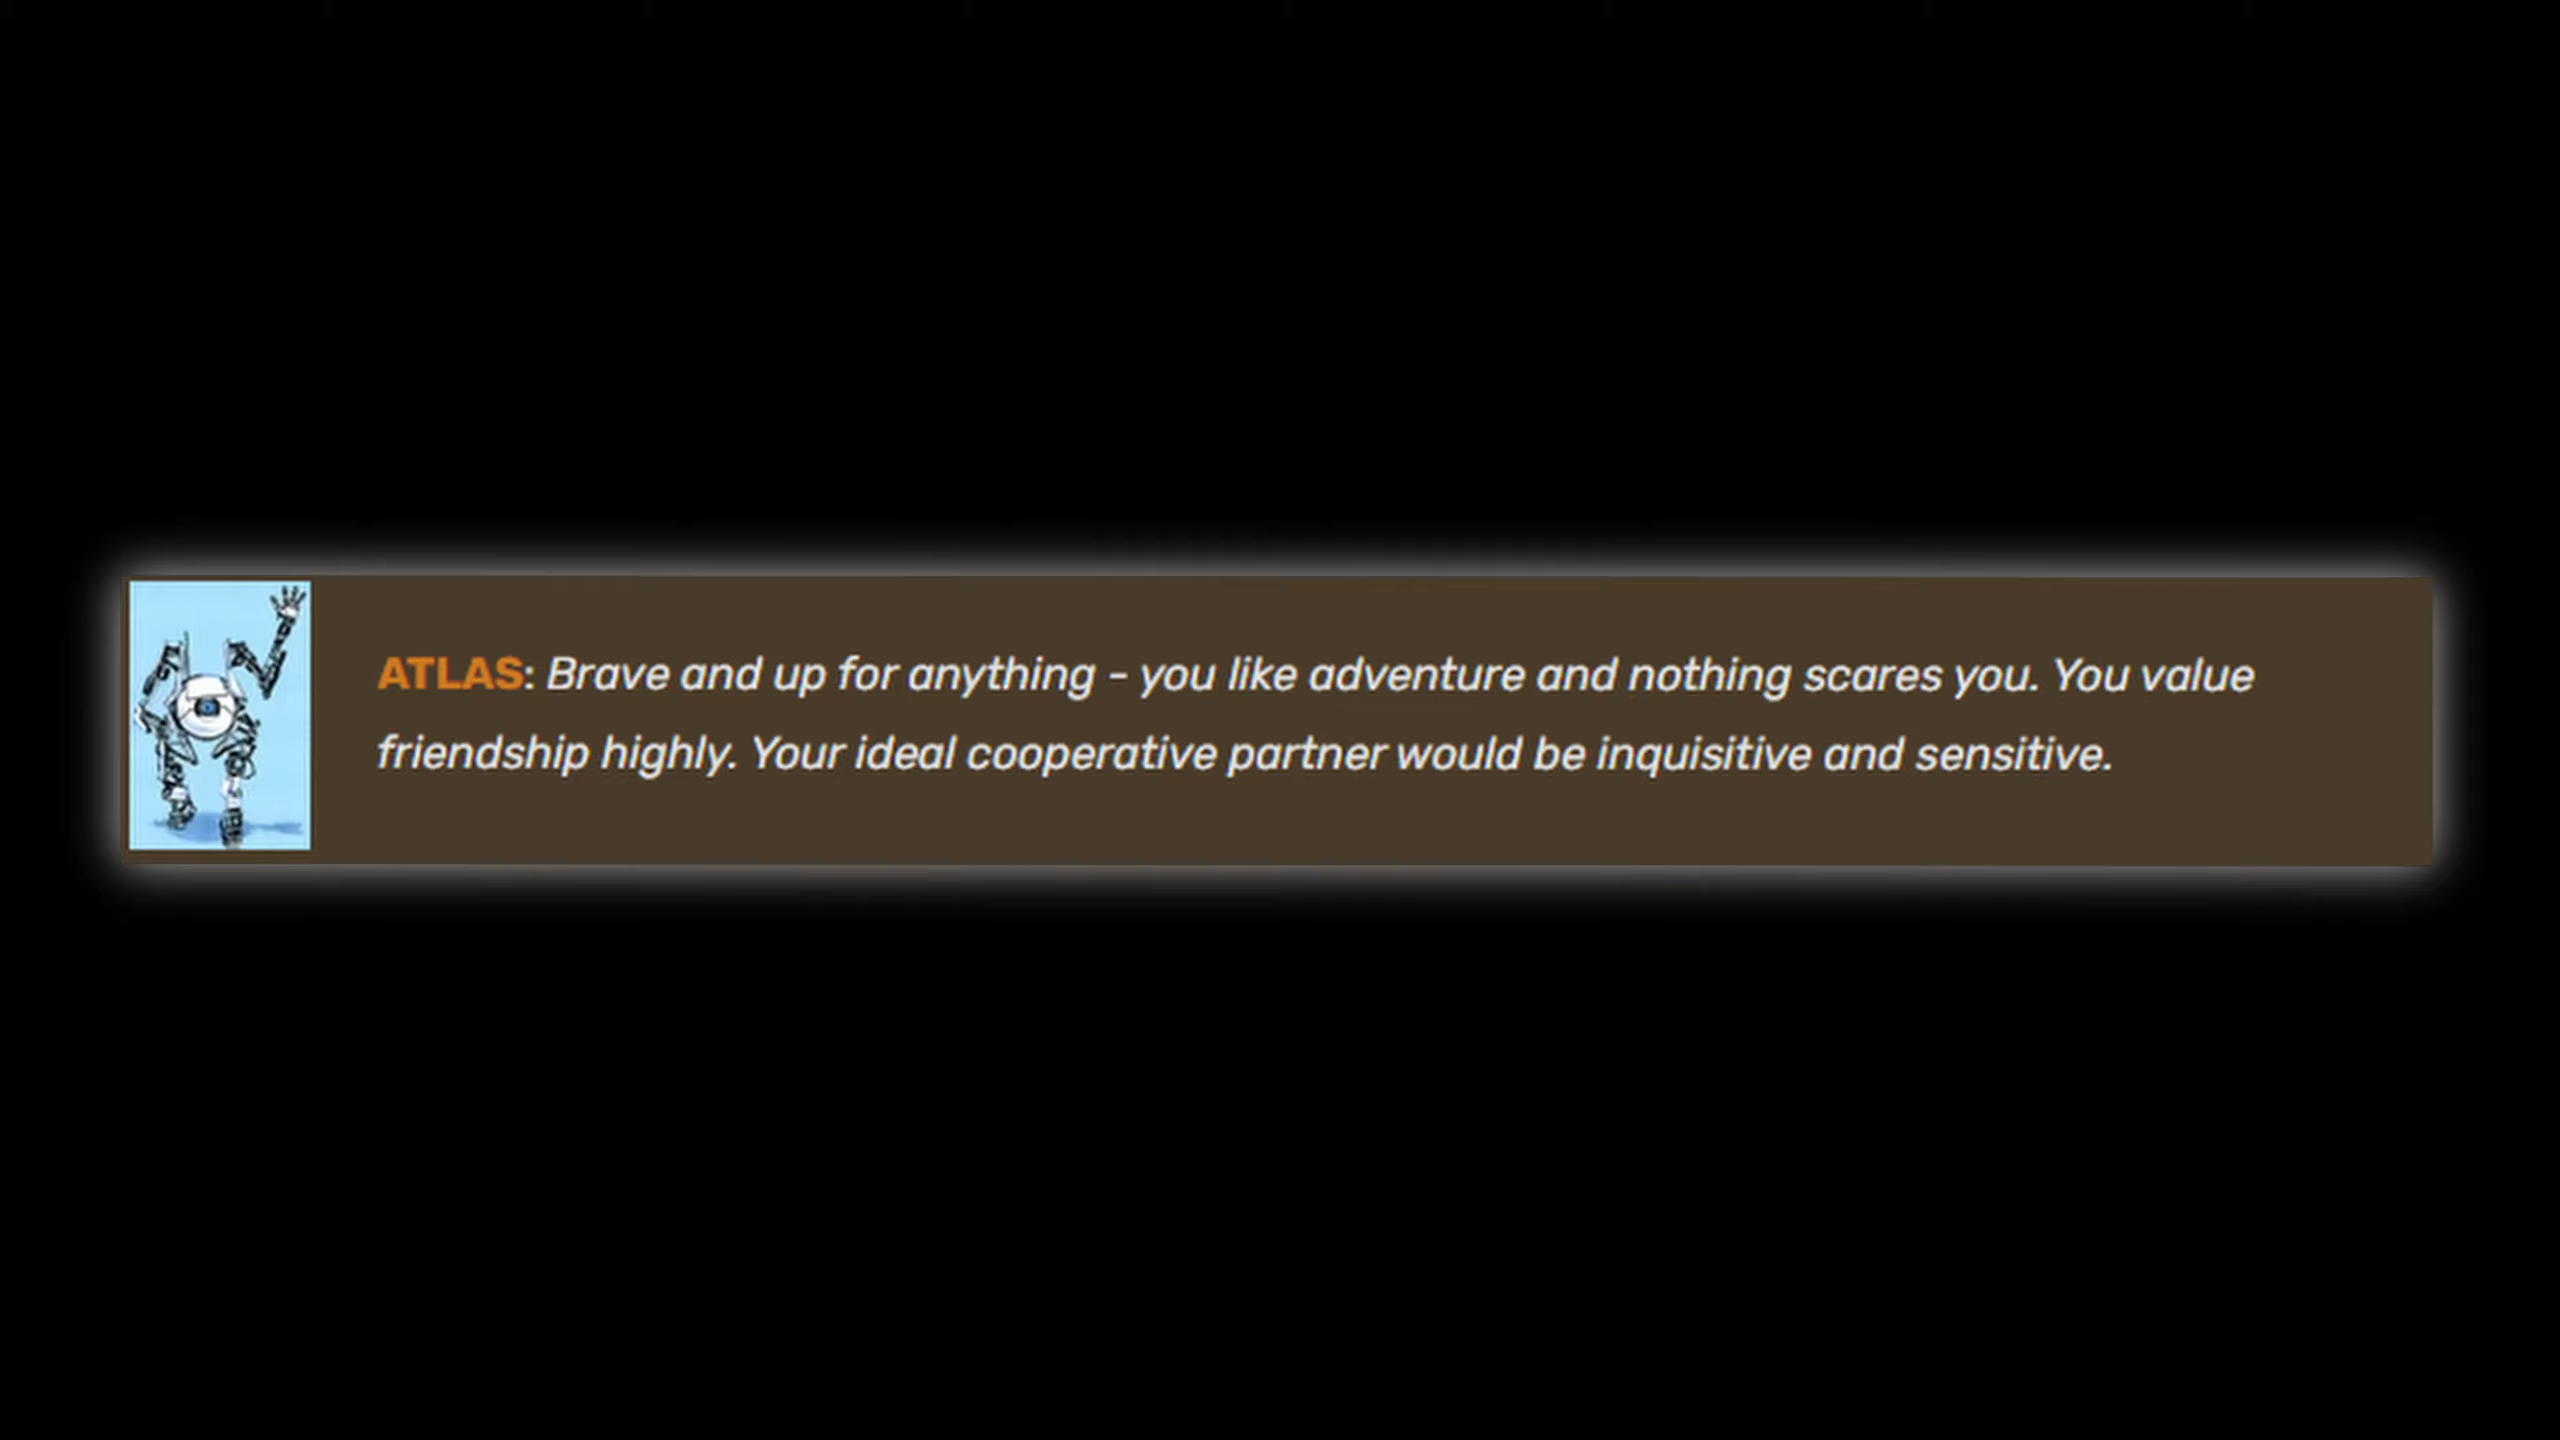 ATLAS: Brave and up for anything - you like adventure and nothing scares you. You value
friendship highly. Your ideal cooperative partner would be inquisitive and sensitive.